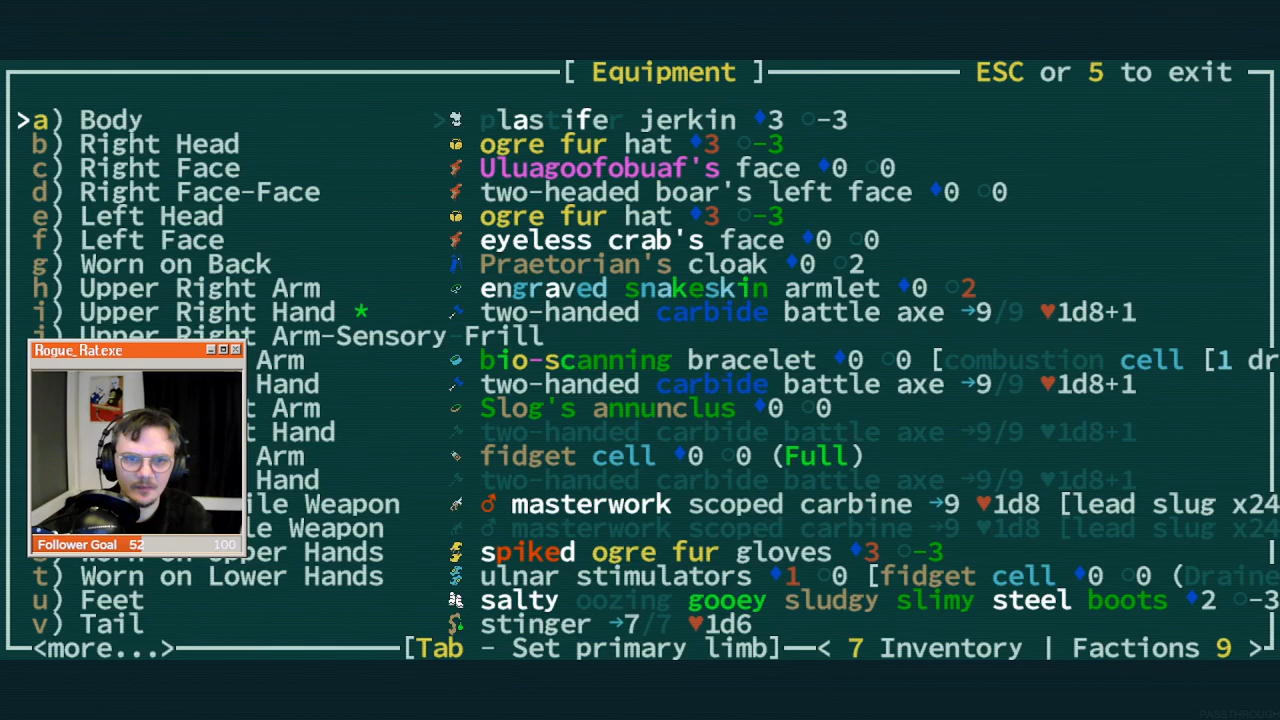 [ Equipment ] ESC or 5 to exit
>a) Body > plastifer jerkin ♦3 ○-3
b) Right Head ogre fur hat ♦3 ○-3
c) Right Face Uluagoofobuaf's face ♦0 ○0
d) Right Face-Face two-headed boar's left face ♦0 ○0
e) Left Head ogre fur hat ♦3 ○-3
f) Left Face eyeless crab's face ♦0 ○0
g) Worn on Back Praetorian's cloak ♦0 ○2
h) Upper Right Arm engraved snakeskin armlet ♦0 ○2
i) Upper Right Hand * two-handed carbide battle axe →9/9 ♥1d8+1
j) Upper Right Arm-Sensory Frill
Rogue_Rat.exe
Arm bio-scanning bracelet ♦0 ○0 [combustion cell [1 dr
Hand two-handed carbide battle axe →9/9 ♥1d8+1
t Arm Slog's annunclus ♦0 ○0
t Hand two-handed carbide battle axe →9/9 ♥1d8+1
Arm fidget cell ♦0 ○0 (Full)
Hand two-handed carbide battle axe →9/9 ♥1d8+1
ile Weapon ♂ masterwork scoped carbine →9 ♥1d8 [lead slug x24
le Weapon ♂ masterwork scoped carbine →9 ♥1d8 [lead slug x24
Follower Goal 52 100
Worn on Upper Hands spiked ogre fur gloves ♦3 ○-3
t) Worn on Lower Hands ulnar stimulators ♦1 ○0 [fidget cell ♦0 ○0 (Draine
u) Feet salty oozing gooey sludgy slimy steel boots ♦2 ○-3
v) Tail stinger →7/7 ♥1d6
<more...> [Tab - Set primary limb] < 7 Inventory | Factions 9 >